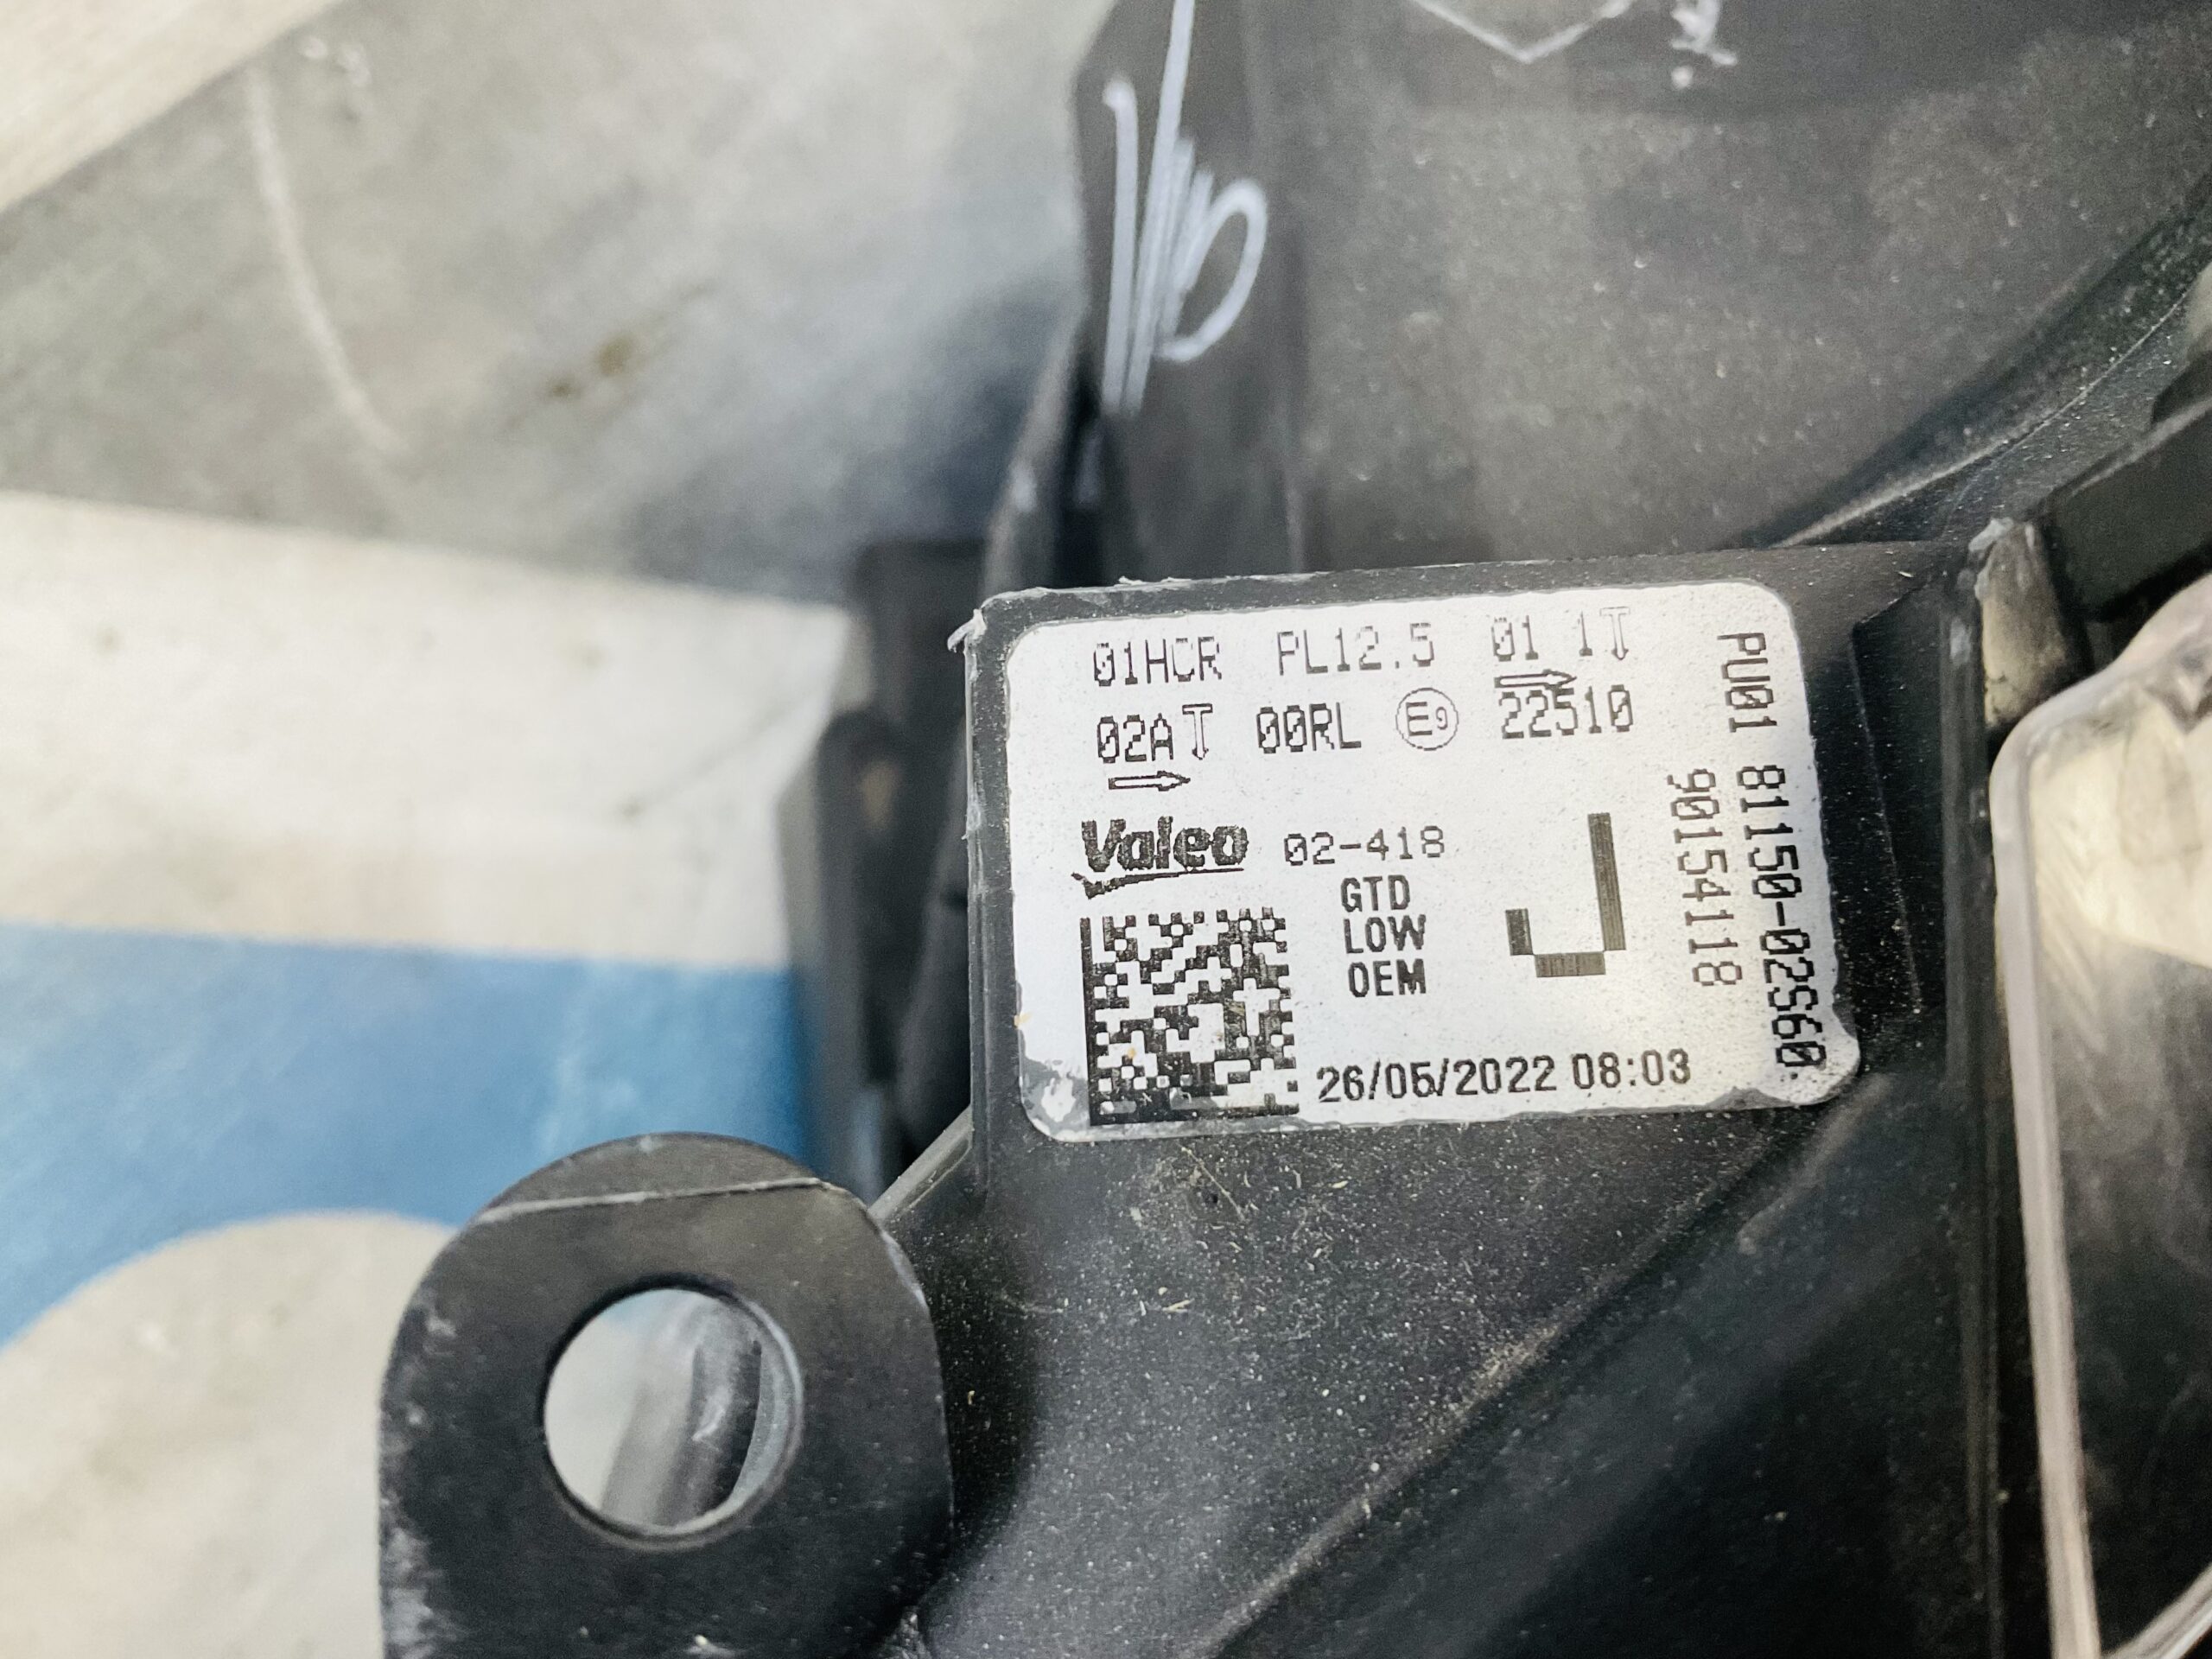 01HCR PL12.5 01 1
02A 00RL E9 22510
Valeo 02-418
GTD
LOW
OEM
J
26/05/2022 08:03
PU01 81150-02S60
90154118